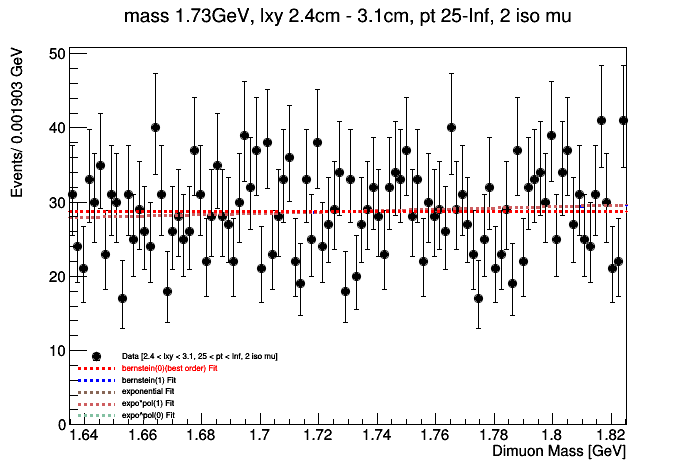 mass 1.73GeV, lxy 2.4cm - 3.1cm, pt 25-Inf, 2 iso mu
Events/ 0.001903 GeV
50
40
30
20
10
0
Data [2.4 < lxy < 3.1, 25 < pt < Inf, 2 iso mu]
bernstein(0)(best order) Fit
bernstein(1) Fit
exponential Fit
expo*pol(1) Fit
expo*pol(0) Fit
1.64 1.66 1.68 1.7 1.72 1.74 1.76 1.78 1.8 1.82
Dimuon Mass [GeV]